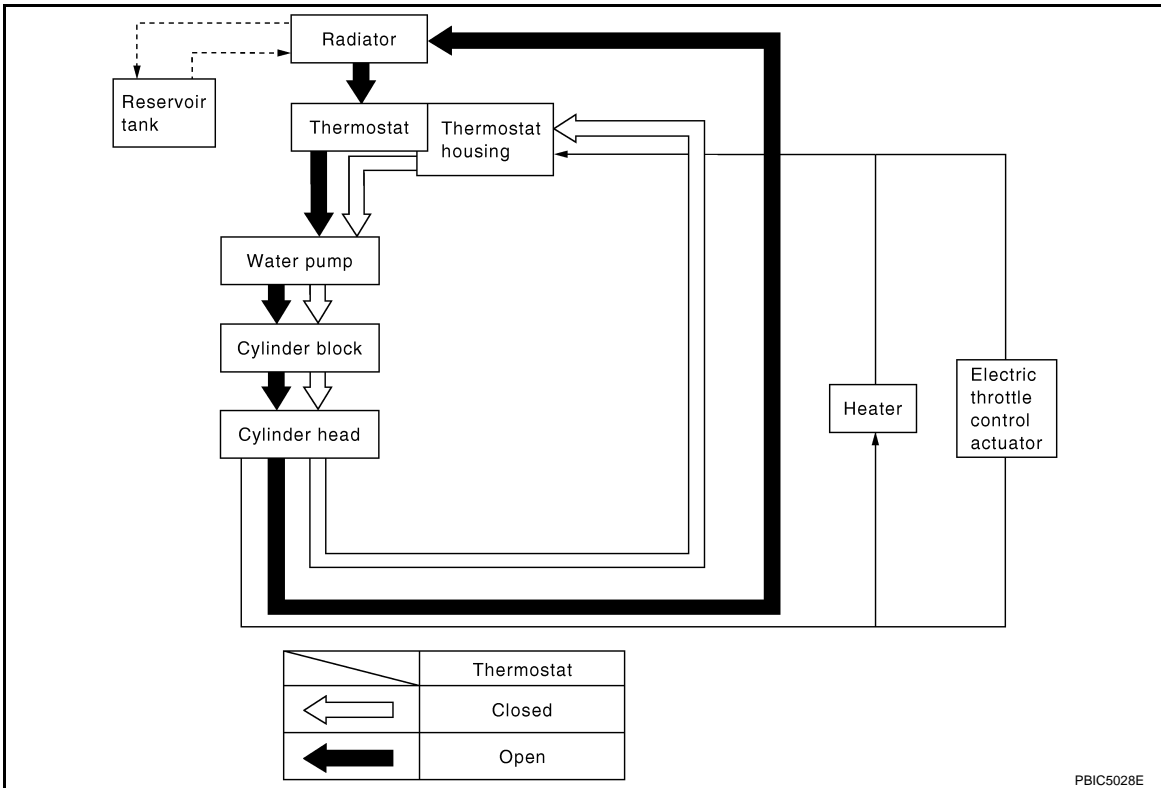 Radiator
Reservoir
tank
Thermostat
Thermostat
housing
Water pump
Cylinder block
Cylinder head
Heater
Electric
throttle
control
actuator
Thermostat
Closed
Open
PBIC5028E